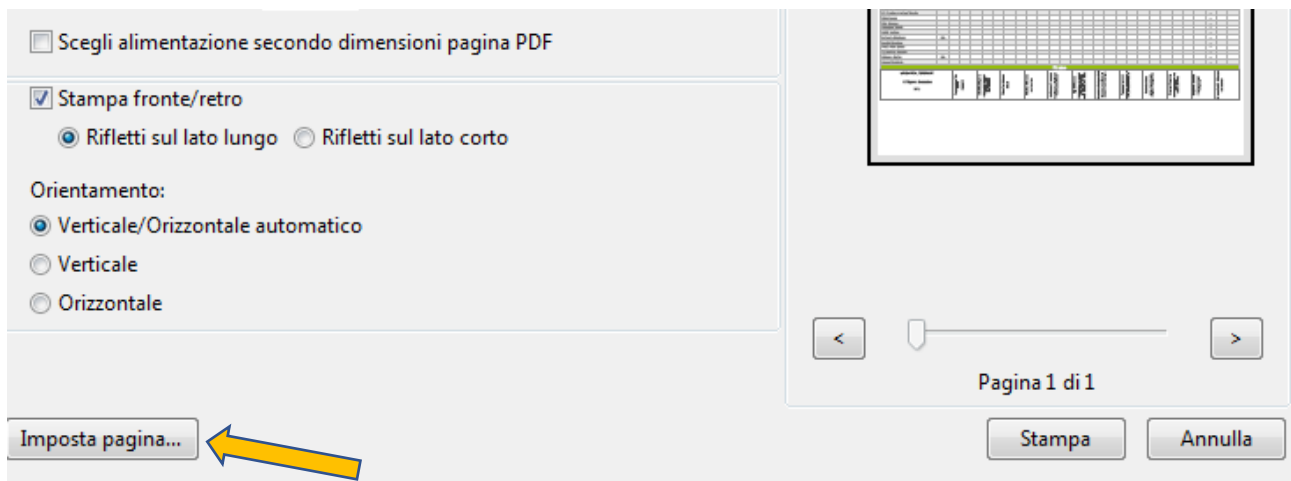 Scegli alimentazione secondo dimensioni pagina PDF
Stampa fronte/retro
Rifletti sul lato lungo Rifletti sul lato corto
Orientamento:
Verticale/Orizzontale automatico
Verticale
Orizzontale
< >
Pagina 1 di 1
Imposta pagina... Stampa Annulla